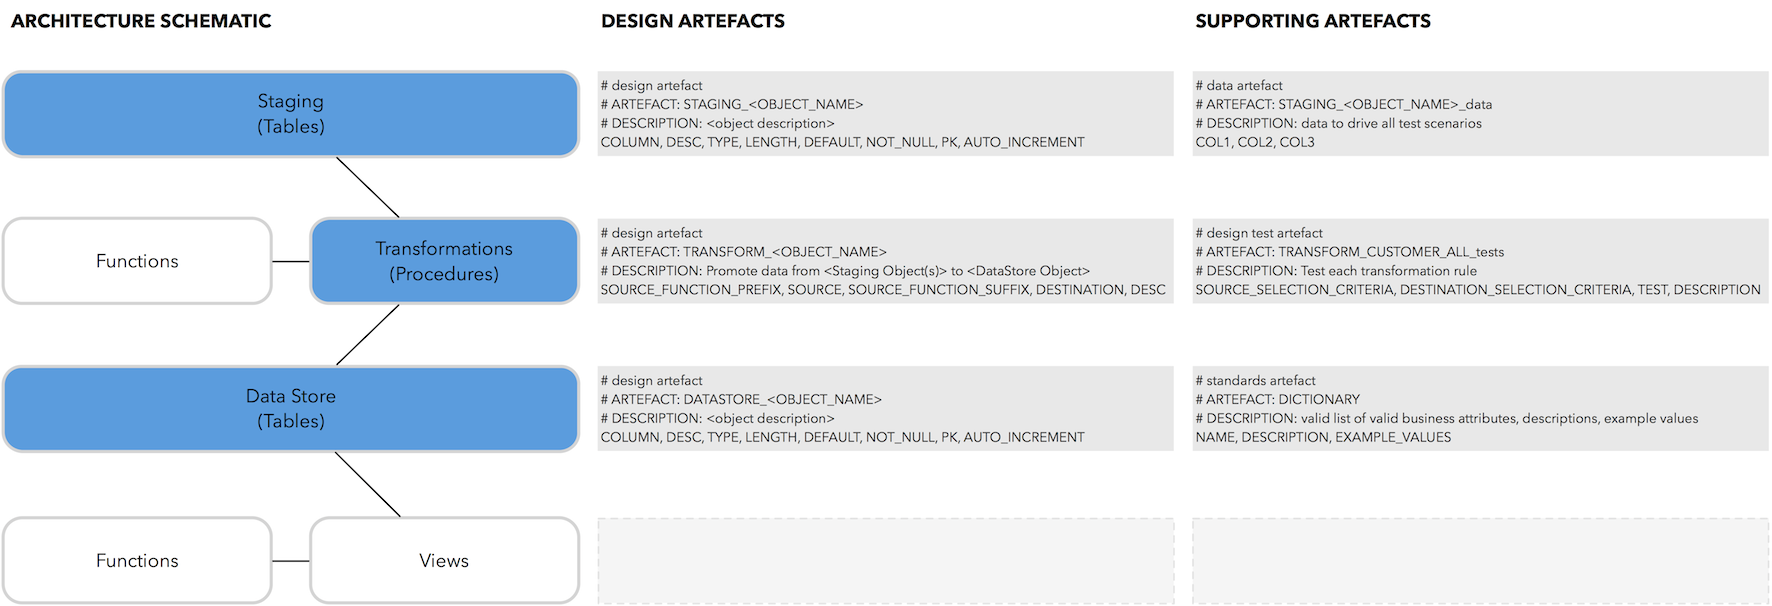 ARCHITECTURE SCHEMATIC
DESIGN ARTEFACTS
SUPPORTING ARTEFACTS
Staging
(Tables)
# design artefact
# ARTEFACT: STAGING_<OBJECT_NAME>
# DESCRIPTION: <object description>
COLUMN, DESC, TYPE, LENGTH, DEFAULT, NOT_NULL, PK, AUTO_INCREMENT
# data artefact
# ARTEFACT: STAGING_<OBJECT_NAME>_data
# DESCRIPTION: data to drive all test scenarios
COL1, COL2, COL3
Functions
Transformations
(Procedures)
# design artefact
# ARTEFACT: TRANSFORM_<OBJECT_NAME>
# DESCRIPTION: Promote data from <Staging Object(s)> to <DataStore Object>
SOURCE_FUNCTION_PREFIX, SOURCE, SOURCE_FUNCTION_SUFFIX, DESTINATION, DESC
# design test artefact
# ARTEFACT: TRANSFORM_CUSTOMER_ALL_tests
# DESCRIPTION: Test each transformation rule
SOURCE_SELECTION_CRITERIA, DESTINATION_SELECTION_CRITERIA, TEST, DESCRIPTION
Data Store
(Tables)
# design artefact
# ARTEFACT: DATASTORE_<OBJECT_NAME>
# DESCRIPTION: <object description>
COLUMN, DESC, TYPE, LENGTH, DEFAULT, NOT_NULL, PK, AUTO_INCREMENT
# standards artefact
# ARTEFACT: DICTIONARY
# DESCRIPTION: valid list of valid business attributes, descriptions, example values
NAME, DESCRIPTION, EXAMPLE_VALUES
Functions
Views